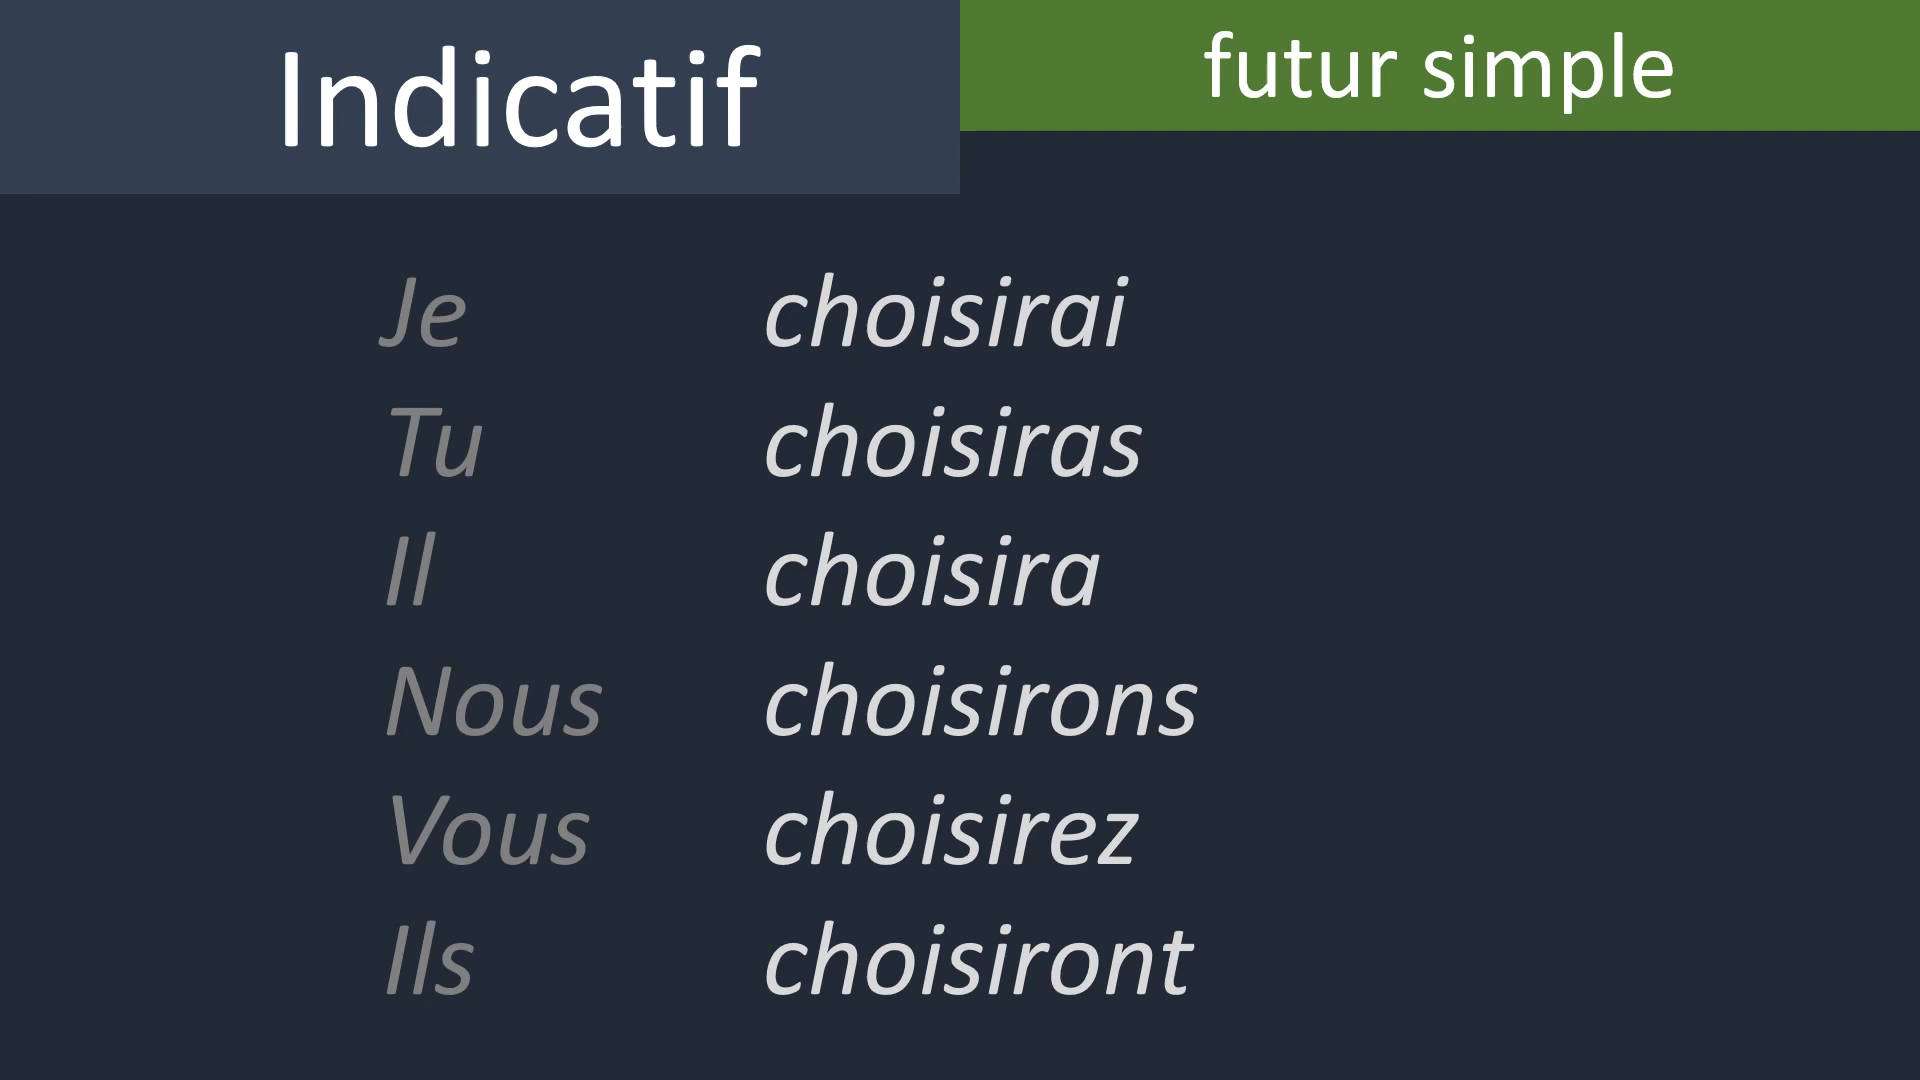 Indicatif
futur simple
Je choisirai
Tu choisiras
Il choisira
Nous choisirons
Vous choisirez
Ils choisiront